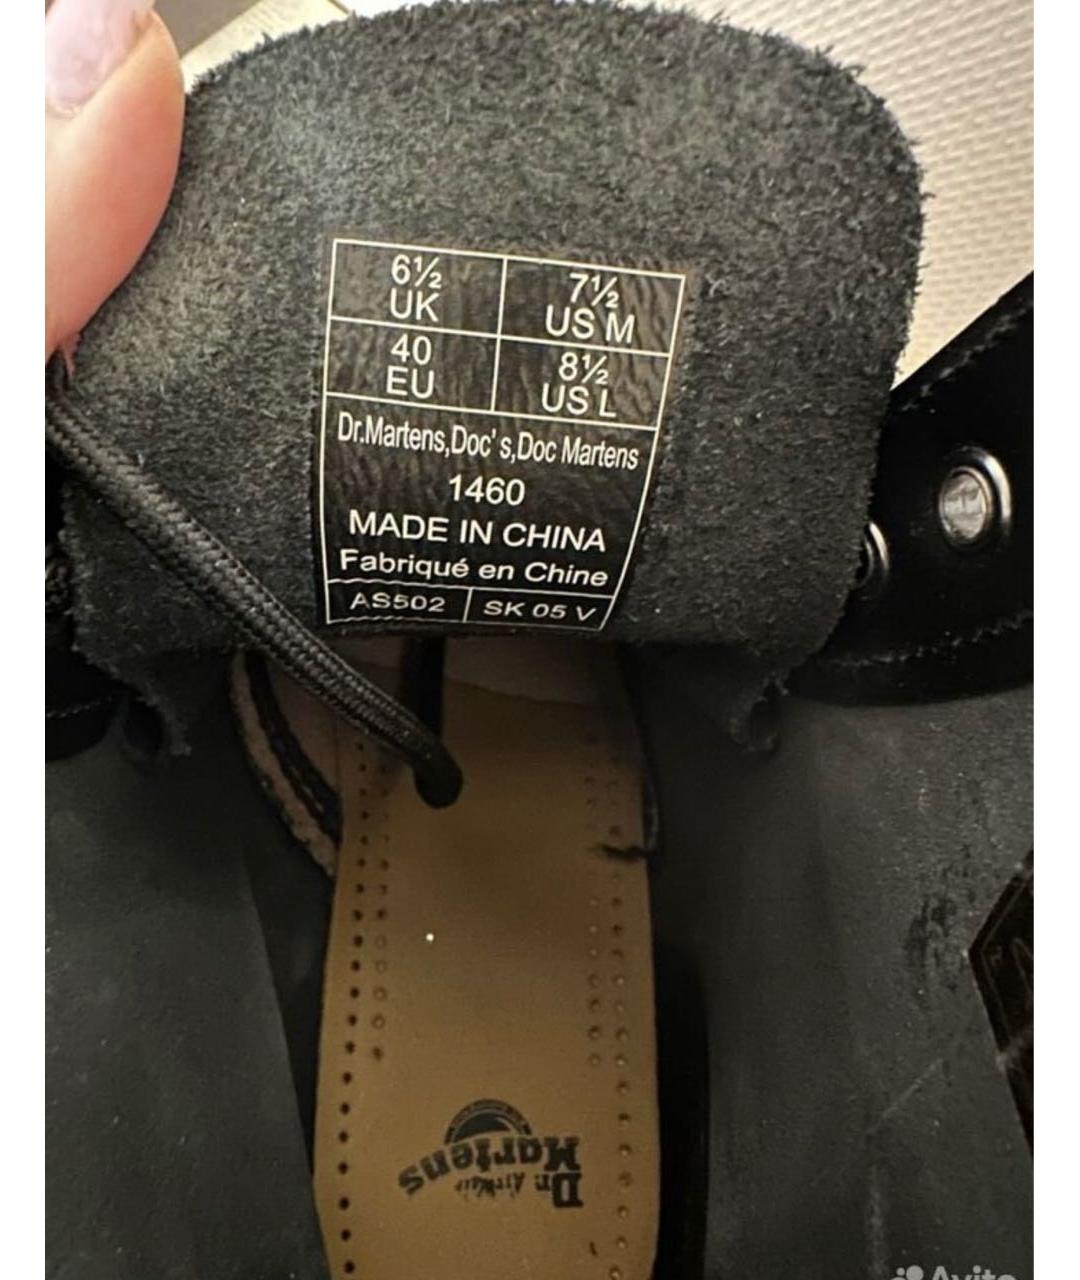 6½ UK
7½ US M
40 EU
8½ US L
Dr.Martens,Doc's,Doc Martens
1460
MADE IN CHINA
Fabriqué en Chine
AS502 SK 05 V
Dr.
Martens
Avito